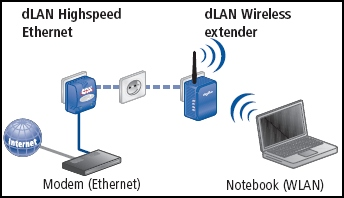 dLAN Highspeed
Ethernet
dLAN Wireless
extender
Internet
Modem (Ethernet)
Notebook (WLAN)